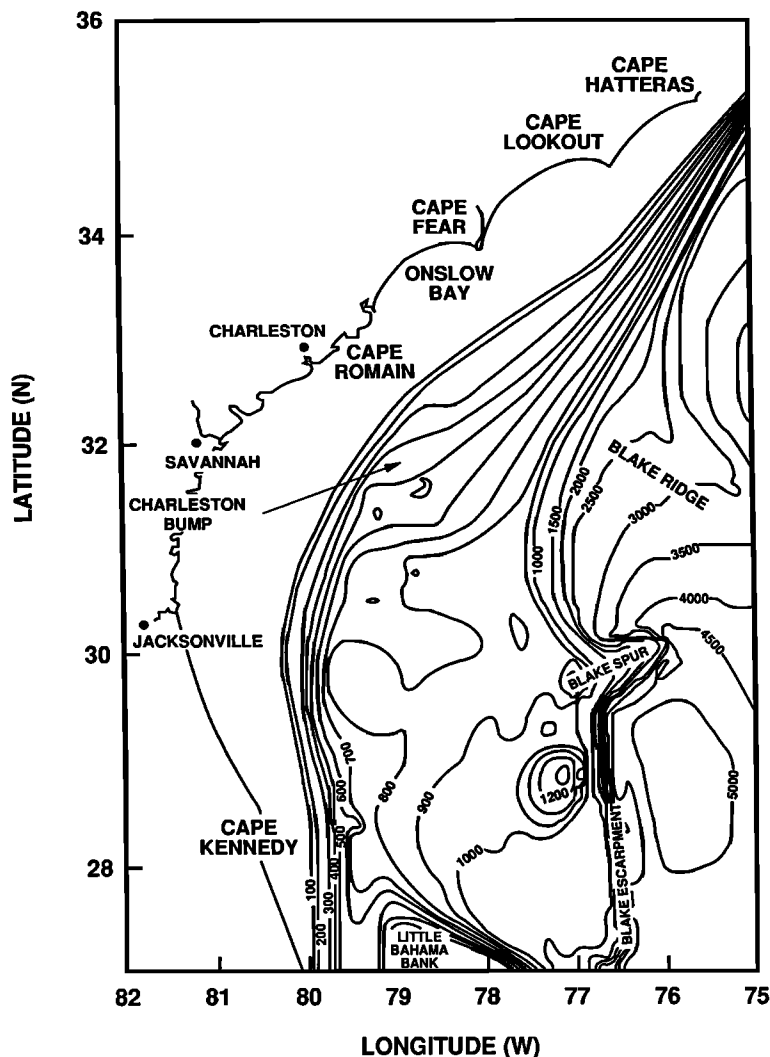 36
34
32
30
28
LATITUDE (N)
CAPE
HATTERAS
CAPE
LOOKOUT
CAPE
FEAR
ONSLOW
BAY
CHARLESTON
CAPE
ROMAIN
SAVANNAH
CHARLESTON
BUMP
JACKSONVILLE
CAPE
KENNEDY
BLAKE RIDGE
2000
2500
1500
1000
3000
3500
4000
4500
BLAKE SPUR
700
600
500
400
300
200
100
800
900
1000
1200
5000
BLAKE ESCARPMENT
LITTLE
BAHAMA
BANK
82
81
80
79
78
77
76
75
LONGITUDE (W)